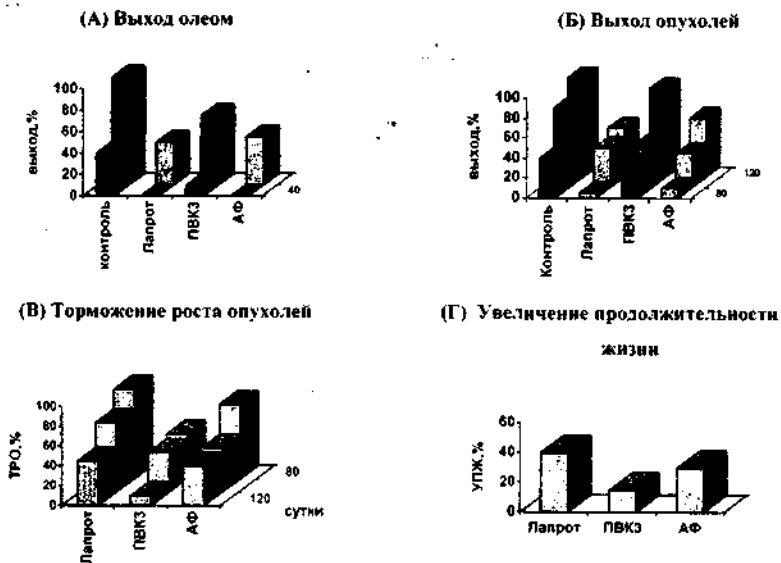 (А) Выход олеом
(Б) Выход опухолей
выход,%
100
80
60
40
20
0
контроль
Лапрот
ПВКЗ
АФ
40
выход,%
100
80
60
40
20
0
Контроль
Лапрот
ПВКЗ
АФ
80
120
(В) Торможение роста опухолей
(Г) Увеличение продолжительности
жизни
ТРО,%
100
80
60
40
20
0
Лапрот
ПВКЗ
АФ
120
80
сутки
УПЖ,%
60
40
20
0
Лапрот
ПВКЗ
АФ